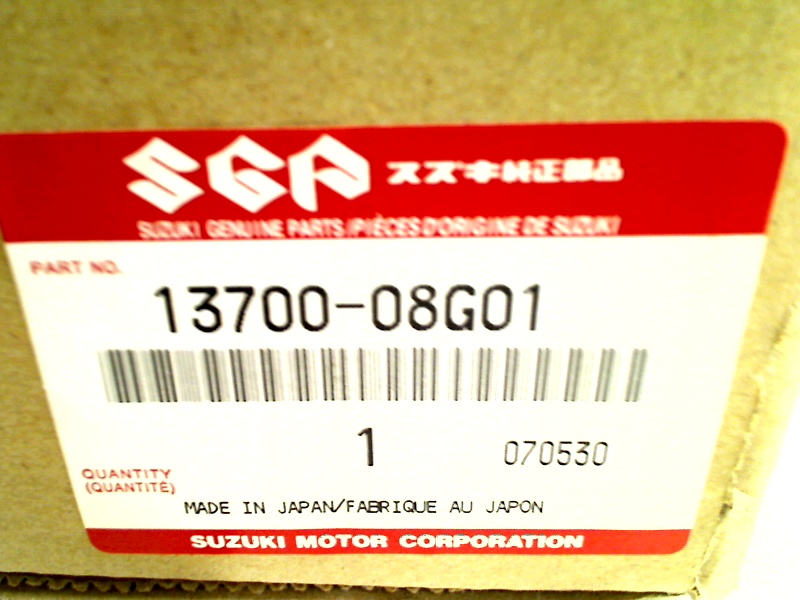 SGP スズキ純正部品
SUZUKI GENUINE PARTS/PIÈCES D'ORIGINE DE SUZUKI
PART NO.
13700-08G01
1 070530
QUANTITY
(QUANTITÉ)
MADE IN JAPAN/FABRIQUE AU JAPON
SUZUKI MOTOR CORPORATION